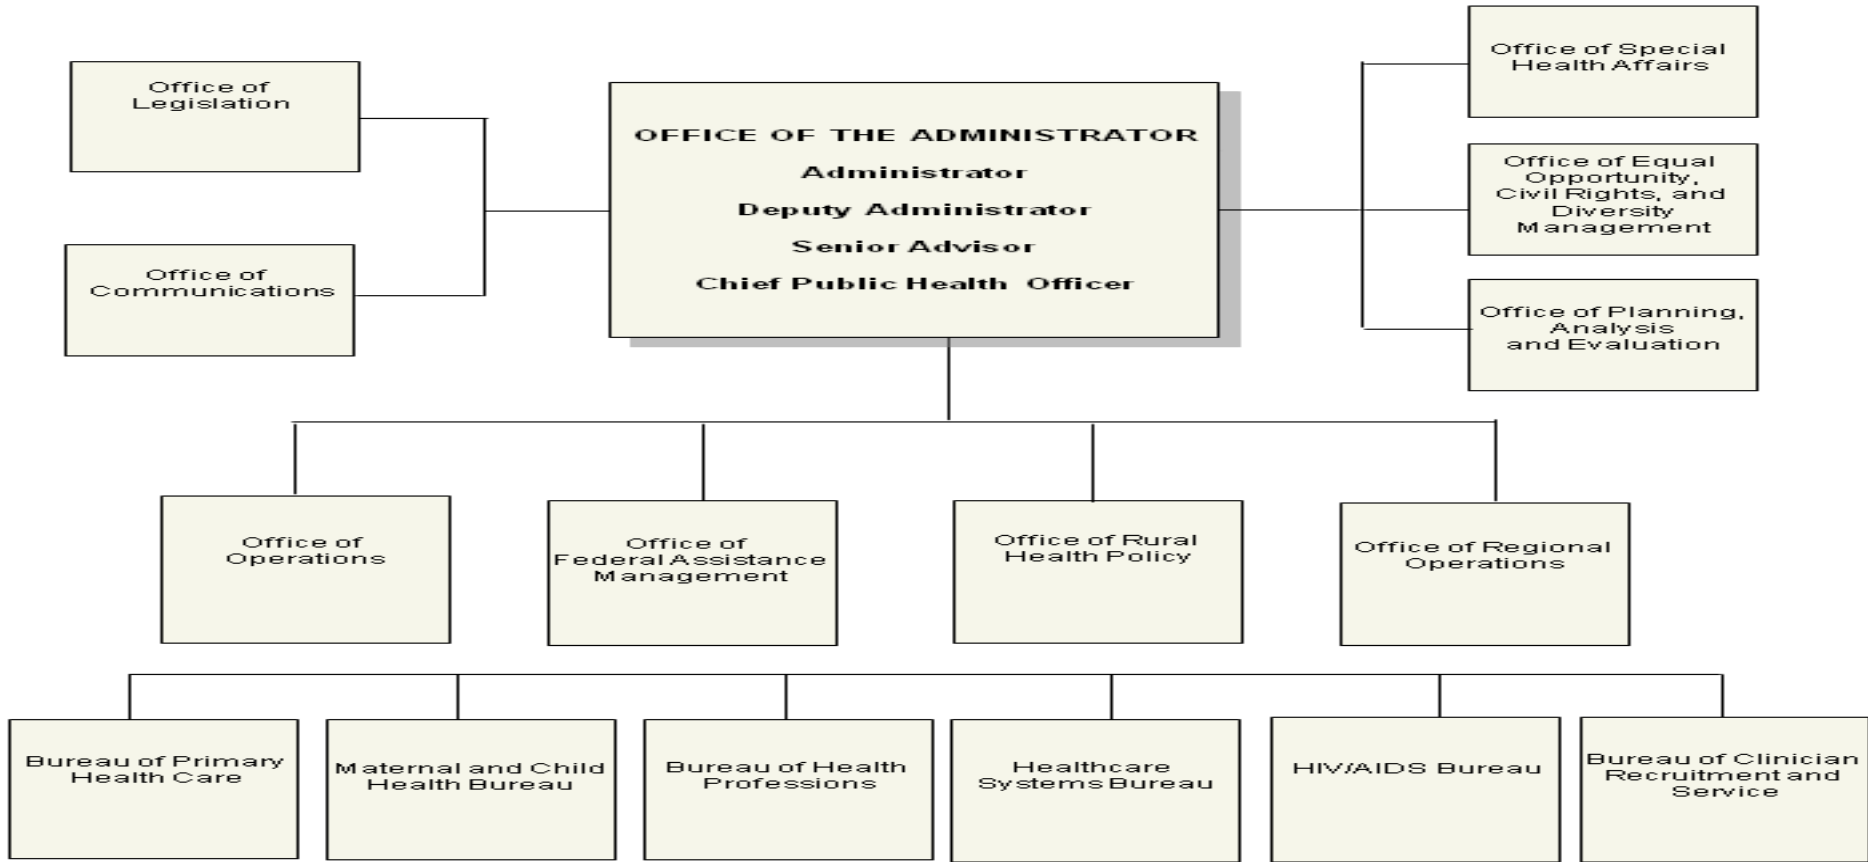 Office of
Legislation
Office of
Communications
OFFICE OF THE ADMINISTRATOR
Administrator
Deputy Administrator
Senior Advisor
Chief Public Health Officer
Office of Special
Health Affairs
Office of Equal
Opportunity,
Civil Rights, and
Diversity
Management
Office of Planning,
Analysis
and Evaluation
Office of
Operations
Office of
Federal Assistance
Management
Office of Rural
Health Policy
Office of Regional
Operations
Bureau of Primary
Health Care
Maternal and Child
Health Bureau
Bureau of Health
Professions
Healthcare
Systems Bureau
HIV/AIDS Bureau
Bureau of Clinician
Recruitment and
Service